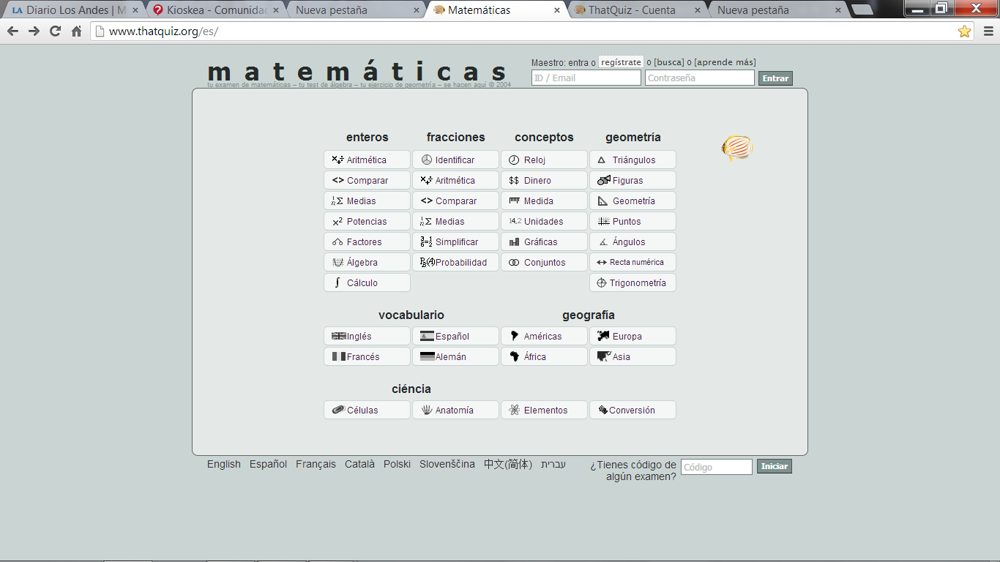 Diario Los Andes | M
Kioskea - Comunidad
Nueva pestaña
Matemáticas
ThatQuiz - Cuenta
Nueva pestaña
www.thatquiz.org/es/
matemáticas
tu examen de matemáticas – tu test de álgebra – tu ejercicio de geometría – se hacen aquí © 2004
Maestro: entra o regístrate o [busca] o [aprende más]
ID / Email Contraseña Entrar
enteros fracciones conceptos geometría
Aritmética Identificar Reloj Triángulos
<> Comparar Aritmética $$ Dinero Figuras
Medias <> Comparar Medida Geometría
x² Potencias Medias 14,2 Unidades Puntos
Factores Simplificar Gráficas Ángulos
Álgebra Probabilidad Conjuntos Recta numérica
∫ Cálculo Trigonometría
vocabulario geografía
Inglés Español Américas Europa
Francés Alemán África Asia
ciéncia
Células Anatomía Elementos Conversión
English Español Français Català Polski Slovenščina 中文(简体) עברית
¿Tienes código de
algún examen?
Código Iniciar